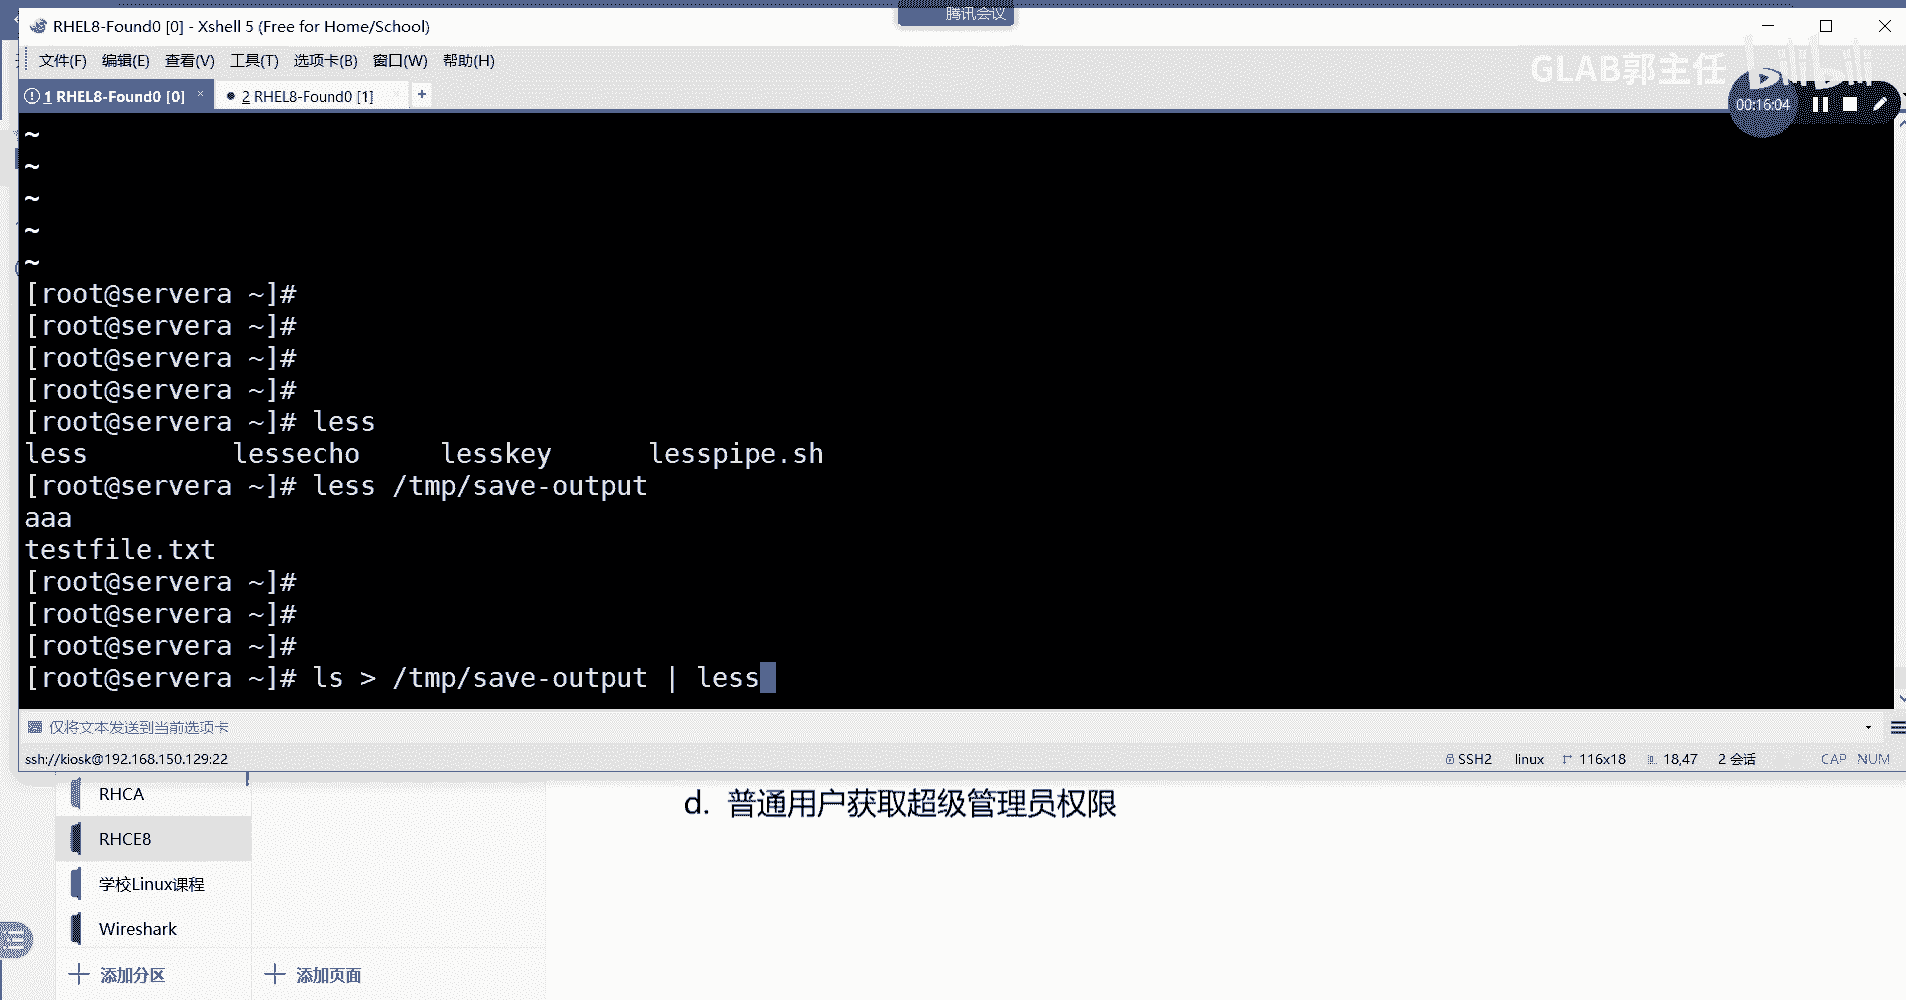 腾讯会议
RHEL8-Found0 [0] - Xshell 5 (Free for Home/School)
文件(F) 编辑(E) 查看(V) 工具(T) 选项卡(B) 窗口(W) 帮助(H)
GLAB郭主任 bilibili
1 RHEL8-Found0 [0] × 2 RHEL8-Found0 [1] +
00:16:04
~
~
~
~
~
[root@servera ~]#
[root@servera ~]#
[root@servera ~]#
[root@servera ~]#
[root@servera ~]# less
less lessecho lesskey lesspipe.sh
[root@servera ~]# less /tmp/save-output
aaa
testfile.txt
[root@servera ~]#
[root@servera ~]#
[root@servera ~]#
[root@servera ~]# ls > /tmp/save-output | less
仅将文本发送到当前选项卡
ssh://kiosk@192.168.150.129:22 SSH2 linux 116x18 18,47 2 会话 CAP NUM
RHCA
d. 普通用户获取超级管理员权限
RHCE8
学校Linux课程
Wireshark
添加分区 添加页面